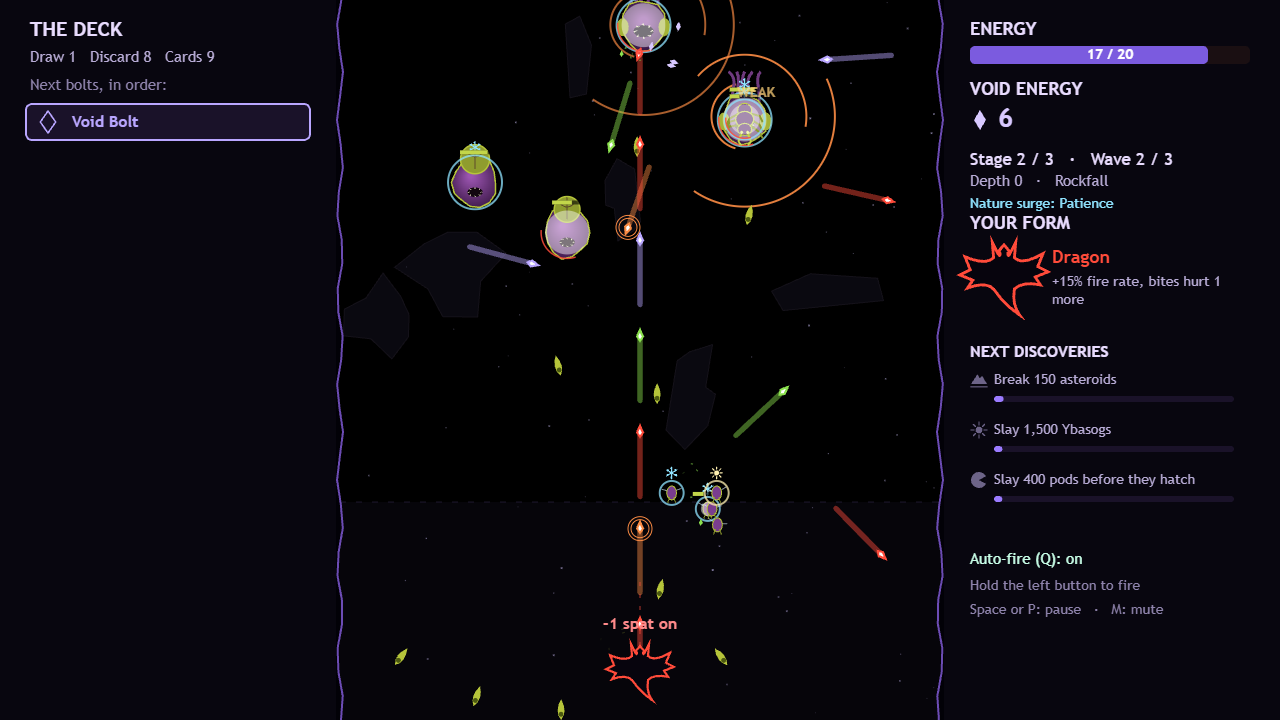 THE DECK
Draw 1 Discard 8 Cards 9
Next bolts, in order:
Void Bolt
WEAK
-1 spat on
ENERGY
17 / 20
VOID ENERGY
6
Stage 2 / 3 · Wave 2 / 3
Depth 0 · Rockfall
Nature surge: Patience
YOUR FORM
Dragon
+15% fire rate, bites hurt 1
more
NEXT DISCOVERIES
Break 150 asteroids
Slay 1,500 Ybasogs
Slay 400 pods before they hatch
Auto-fire (Q): on
Hold the left button to fire
Space or P: pause · M: mute